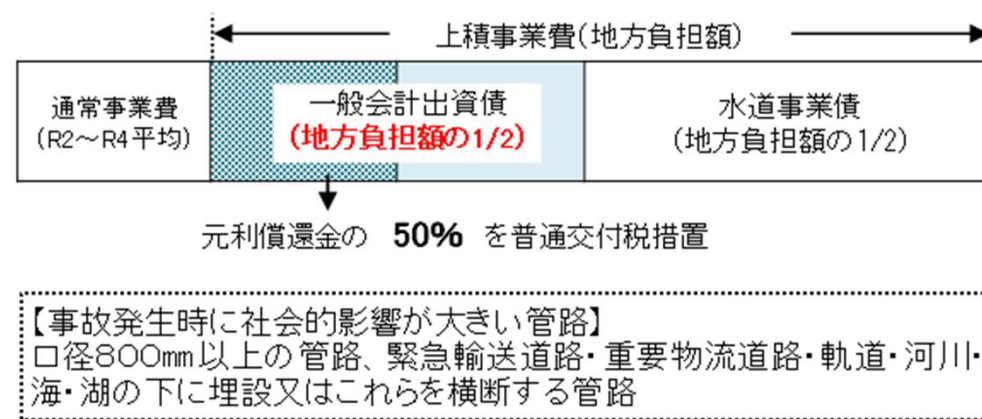 上積事業費(地方負担額)
通常事業費
(R2～R4平均)
一般会計出資債
(地方負担額の1/2)
水道事業債
(地方負担額の1/2)
元利償還金の 50% を普通交付税措置
【事故発生時に社会的影響が大きい管路】
口径800mm以上の管路、緊急輸送道路・重要物流道路・軌道・河川・
海・湖の下に埋設又はこれらを横断する管路